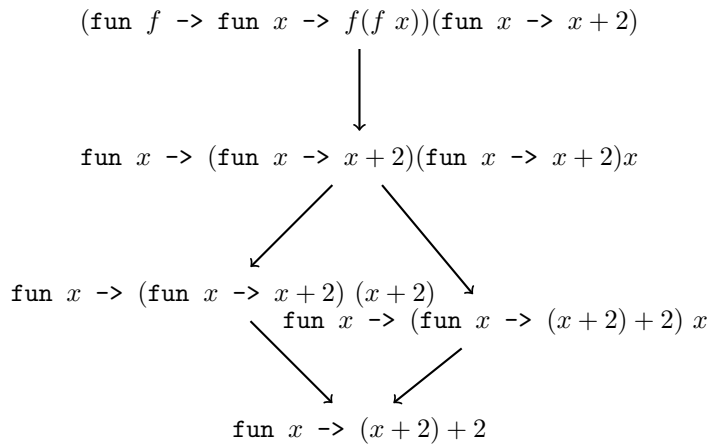 (fun f -> fun x -> f(f x))(fun x -> x + 2)
fun x -> (fun x -> x + 2)(fun x -> x + 2)x
fun x -> (fun x -> x + 2) (x + 2)
fun x -> (fun x -> (x + 2) + 2) x
fun x -> (x + 2) + 2